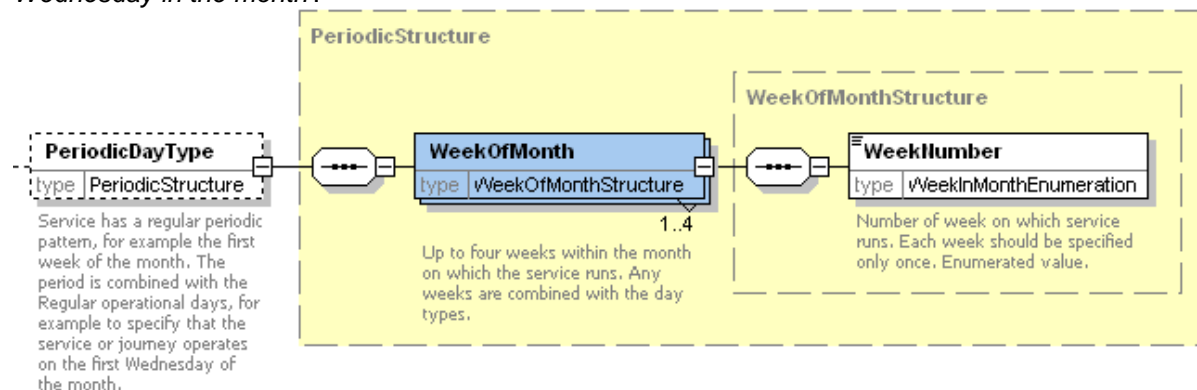 Wednesday in the month'.
PeriodicStructure
WeekOfMonthStructure
PeriodicDayType
type PeriodicStructure
Service has a regular periodic
pattern, for example the first
week of the month. The
period is combined with the
Regular operational days, for
example to specify that the
service or journey operates
on the first Wednesday of
the month.
WeekOfMonth
type WeekOfMonthStructure
1..4
Up to four weeks within the month
on which the service runs. Any
weeks are combined with the day
types.
WeekNumber
type WeekInMonthEnumeration
Number of week on which service
runs. Each week should be specified
only once. Enumerated value.